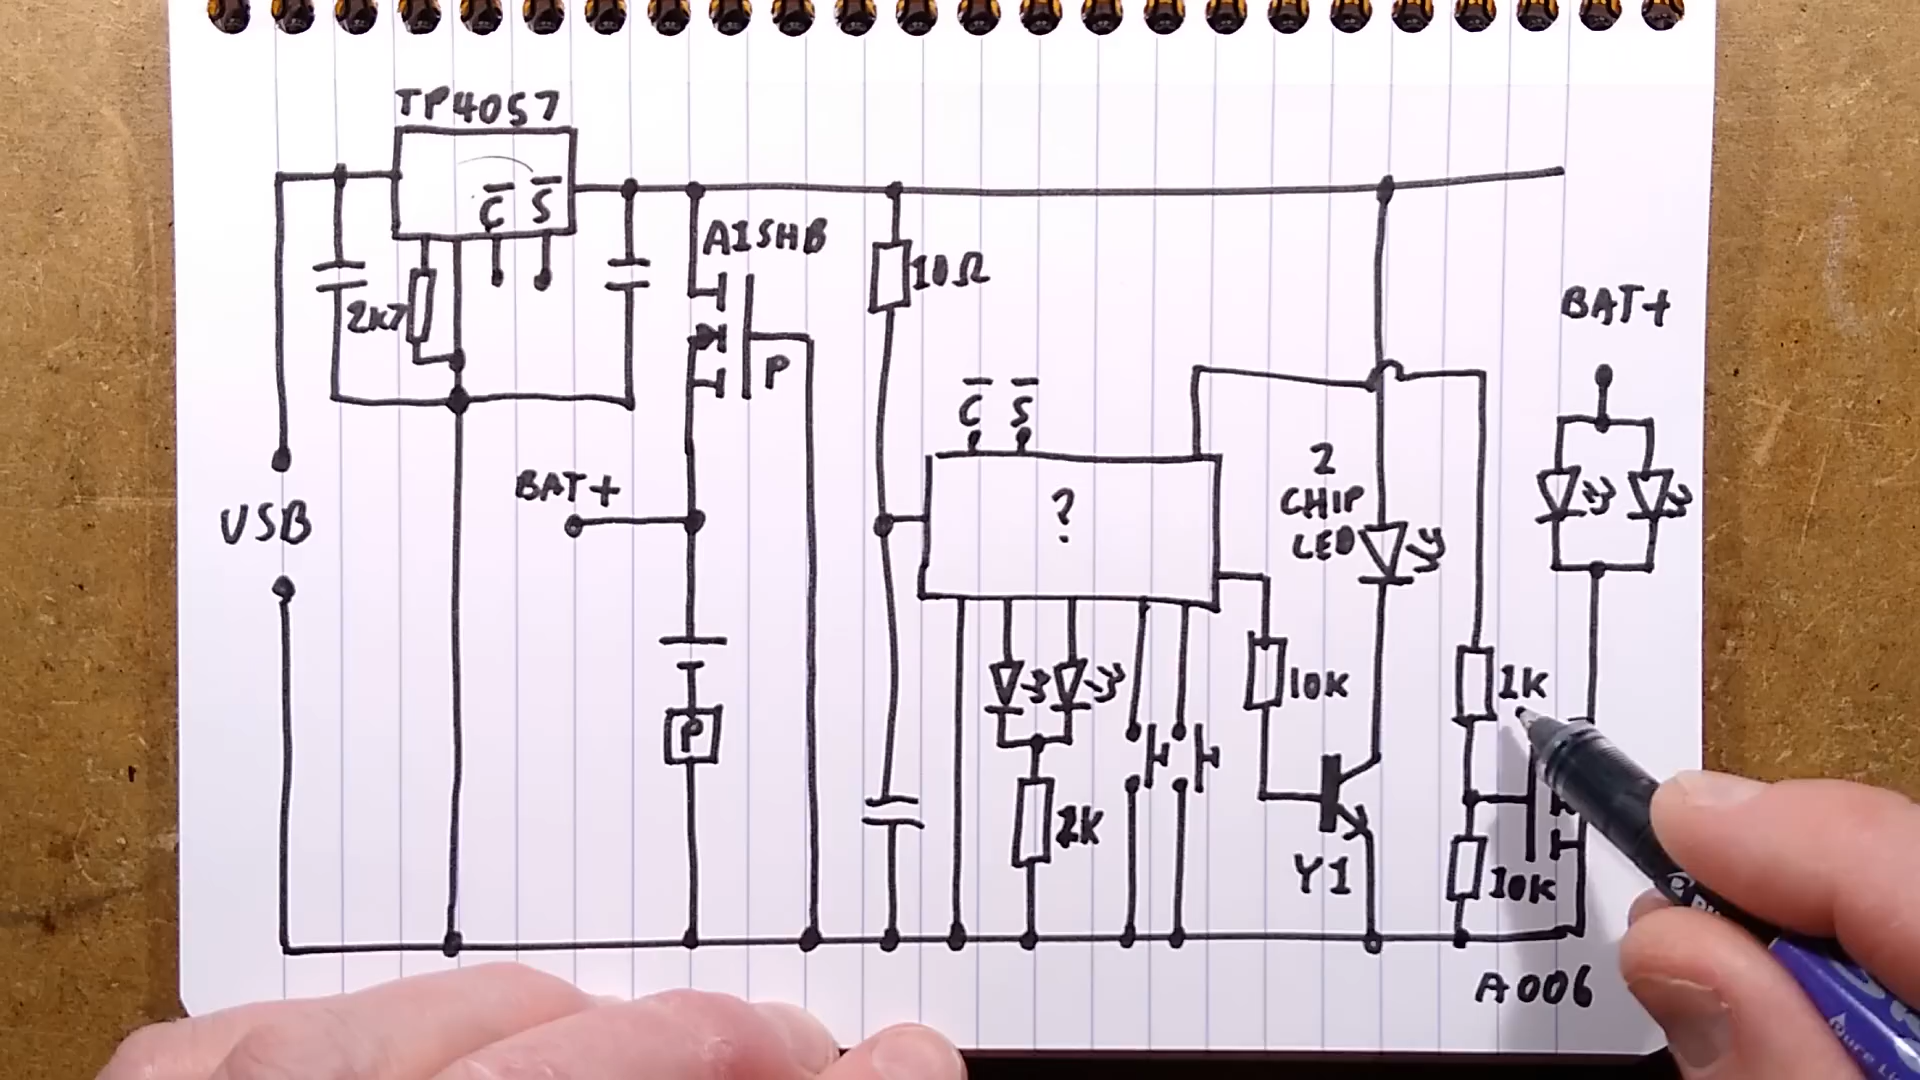 TP4057
C̅ S̅
2K7
A1SHB
P
10Ω
BAT+
C̅ S̅
?
2
CHIP
LED
BAT+
USB
P
2K
10K
1K
Y1
10K
A006